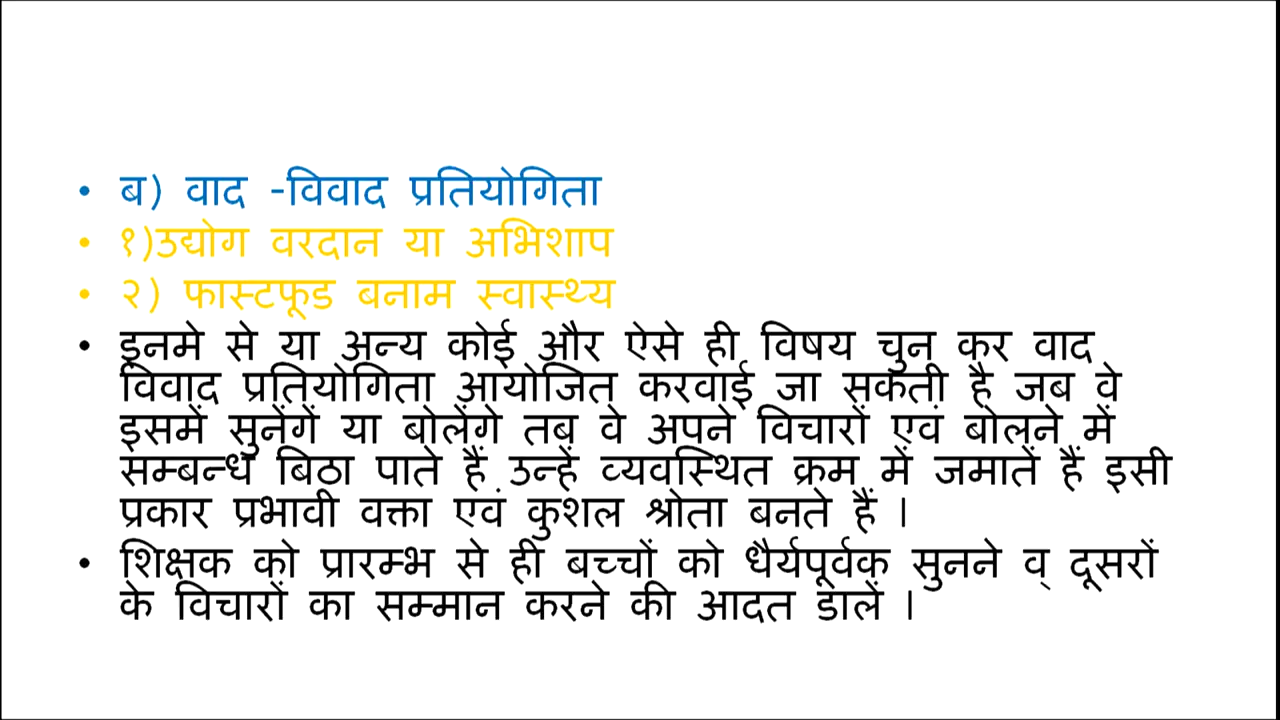 • ब) वाद -विवाद प्रतियोगिता
• १)उद्योग वरदान या अभिशाप
• २) फास्टफूड बनाम स्वास्थ्य
• इनमे से या अन्य कोई और ऐसे ही विषय चुन कर वाद
विवाद प्रतियोगिता आयोजित करवाई जा सकती है जब वे
इसमें सुनेंगें या बोलेंगे तब वे अपने विचारों एवं बोलने में
सम्बन्ध बिठा पाते हैं उन्हें व्यवस्थित क्रम में जमातें हैं इसी
प्रकार प्रभावी वक्ता एवं कुशल श्रोता बनते हैं ।
• शिक्षक को प्रारम्भ से ही बच्चों को धैर्यपूर्वक सुनने व् दूसरों
के विचारों का सम्मान करने की आदत डालें ।